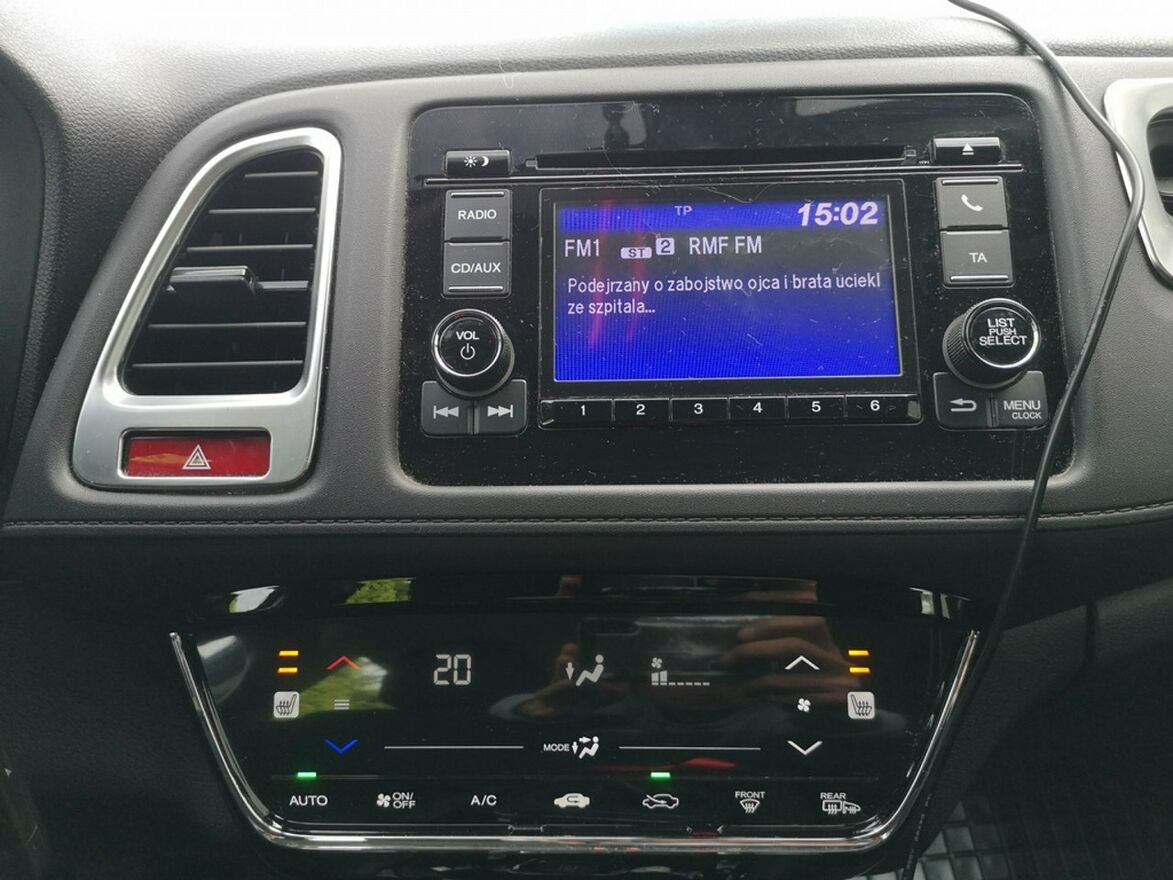 TP 15:02
RADIO
FM1 ST 2 RMF FM
CD/AUX
TA
Podejrzany o zabojstwo ojca i brata uciekl
ze szpitala...
VOL
LIST
PUSH
SELECT
1 2 3 4 5 6
MENU
CLOCK
20
MODE
AUTO
ON/
OFF
A/C
FRONT
REAR